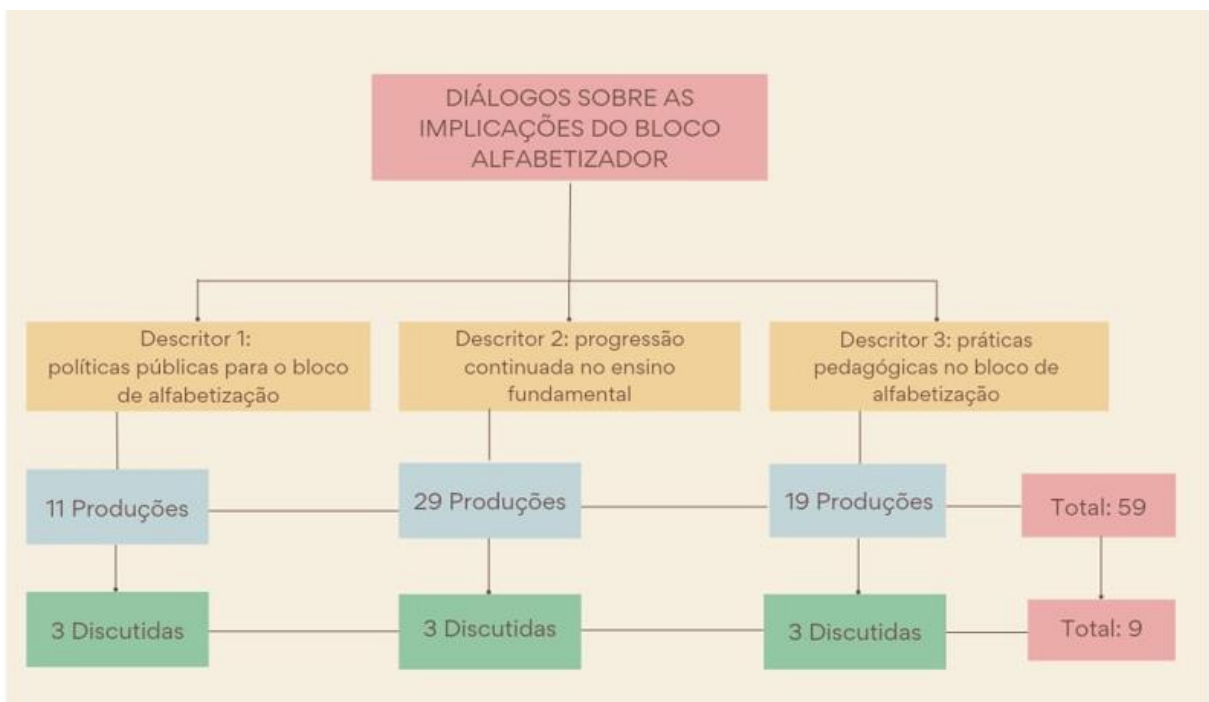 DIÁLOGOS SOBRE AS
IMPLICAÇÕES DO BLOCO
ALFABETIZADOR
Descritor 1:
políticas públicas para o bloco
de alfabetização
Descritor 2: progressão
continuada no ensino
fundamental
Descritor 3: práticas
pedagógicas no bloco de
alfabetização
11 Produções
29 Produções
19 Produções
Total: 59
3 Discutidas
3 Discutidas
3 Discutidas
Total: 9